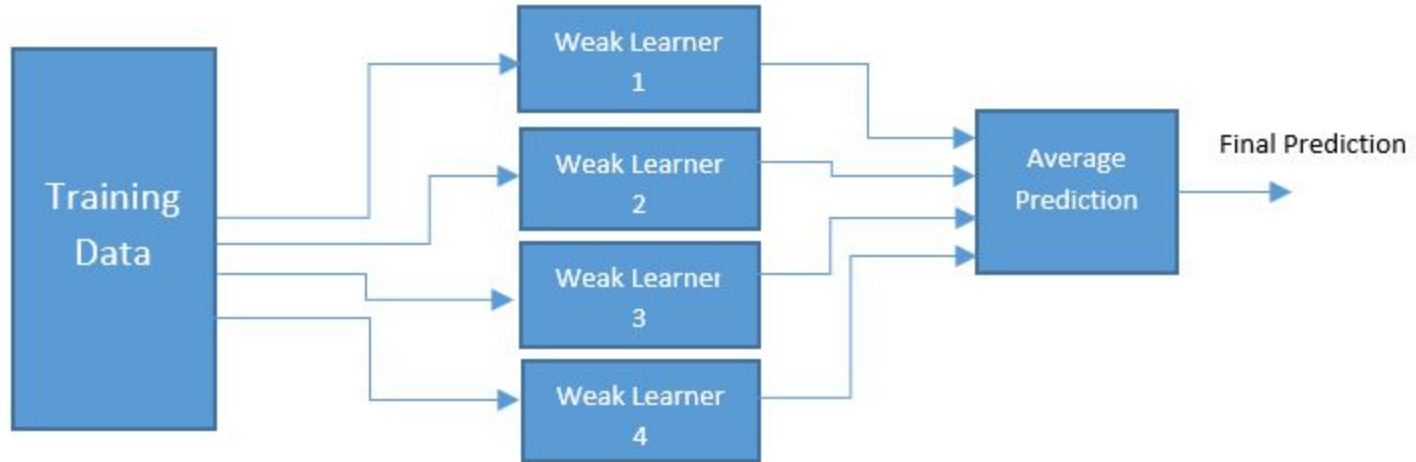 Training
Data
Weak Learner
1
Weak Learner
2
Weak Learner
3
Weak Learner
4
Average
Prediction
Final Prediction